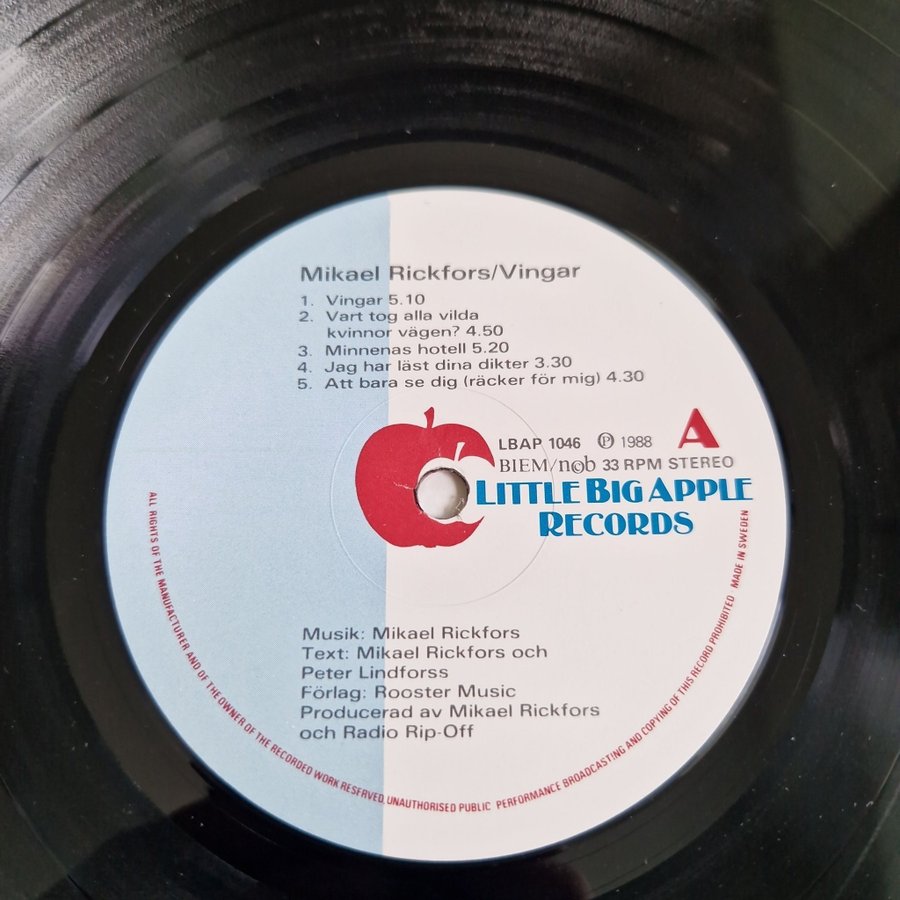 Mikael Rickfors/Vingar
1. Vingar 5.10
2. Vart tog alla vilda
kvinnor vägen? 4.50
3. Minnenas hotell 5.20
4. Jag har läst dina dikter 3.30
5. Att bara se dig (räcker för mig) 4.30
LBAP 1046 ℗ 1988 A
BIEM/n©b 33 RPM STEREO
LITTLE BIG APPLE
RECORDS
Musik: Mikael Rickfors
Text: Mikael Rickfors och
Peter Lindforss
Förlag: Rooster Music
Producerad av Mikael Rickfors
och Radio Rip-Off
ALL RIGHTS OF THE MANUFACTURER AND OF THE OWNER OF THE RECORDED WORK RESERVED. UNAUTHORISED PUBLIC PERFORMANCE BROADCASTING AND COPYING OF THIS RECORD PROHIBITED MADE IN SWEDEN